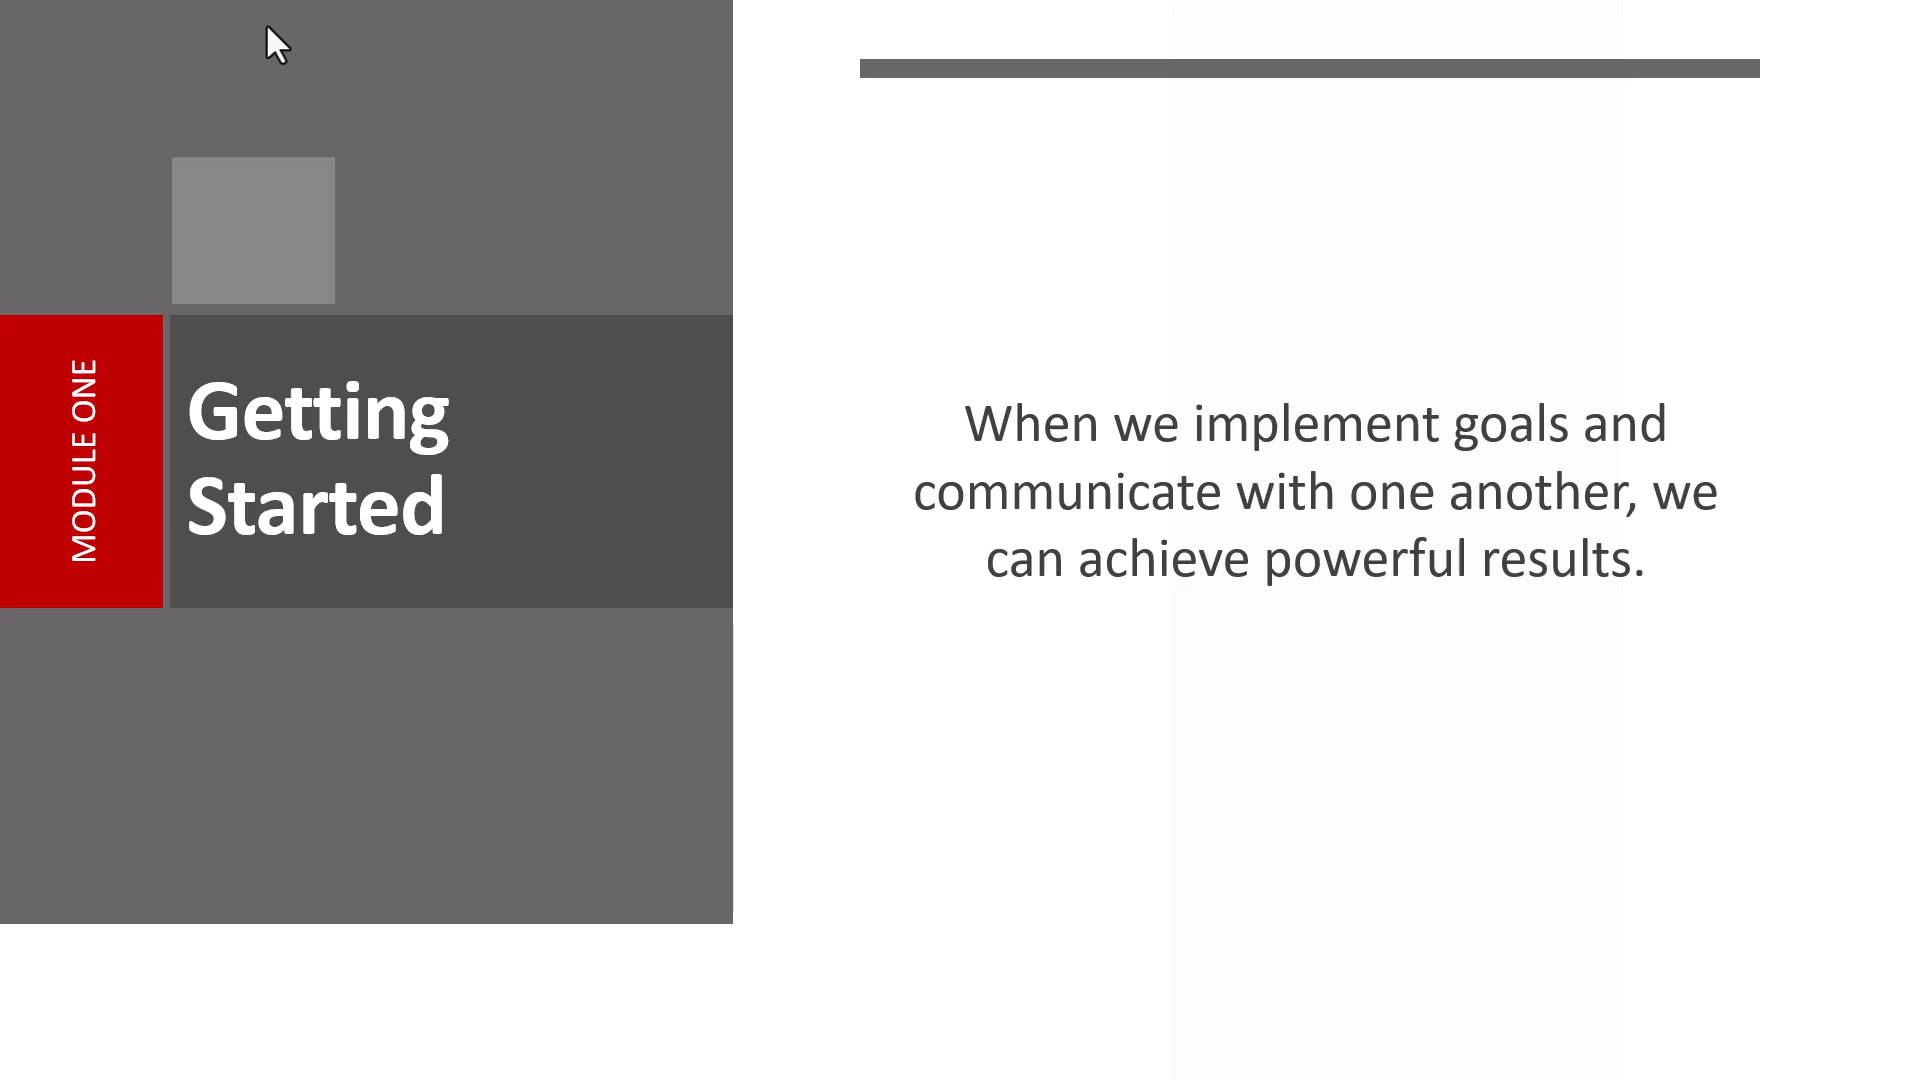 MODULE ONE
Getting
Started
When we implement goals and
communicate with one another, we
can achieve powerful results.